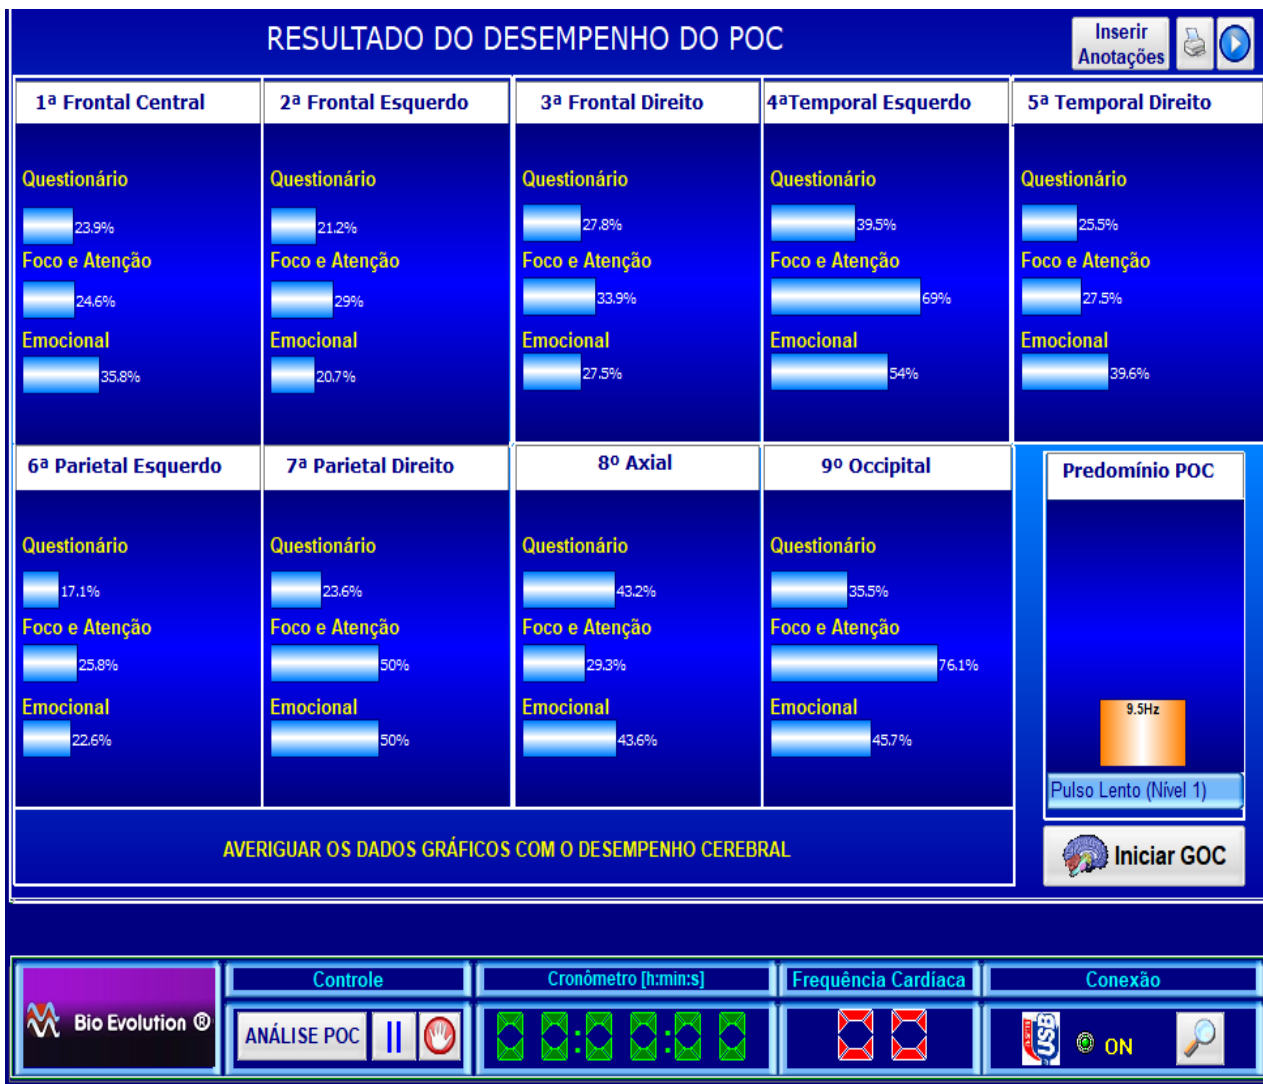 RESULTADO DO DESEMPENHO DO POC
Inserir
Anotações
1ª Frontal Central
2ª Frontal Esquerdo
3ª Frontal Direito
4ªTemporal Esquerdo
5ª Temporal Direito
Questionário
Questionário
Questionário
Questionário
Questionário
23.9%
21.2%
27.8%
39.5%
25.5%
Foco e Atenção
Foco e Atenção
Foco e Atenção
Foco e Atenção
Foco e Atenção
24.6%
29%
33.9%
69%
27.5%
Emocional
Emocional
Emocional
Emocional
Emocional
35.8%
20.7%
27.5%
54%
39.6%
6ª Parietal Esquerdo
7ª Parietal Direito
8º Axial
9º Occipital
Predomínio POC
Questionário
Questionário
Questionário
Questionário
17.1%
23.6%
43.2%
35.5%
Foco e Atenção
Foco e Atenção
Foco e Atenção
Foco e Atenção
25.8%
50%
29.3%
76.1%
Emocional
Emocional
Emocional
Emocional
22.6%
50%
43.6%
45.7%
9.5Hz
Pulso Lento (Nível 1)
AVERIGUAR OS DADOS GRÁFICOS COM O DESEMPENHO CEREBRAL
Iniciar GOC
Controle
Cronômetro [h:min:s]
Frequência Cardíaca
Conexão
Bio Evolution ®
ANÁLISE POC
00:00:00
00
USB
ON